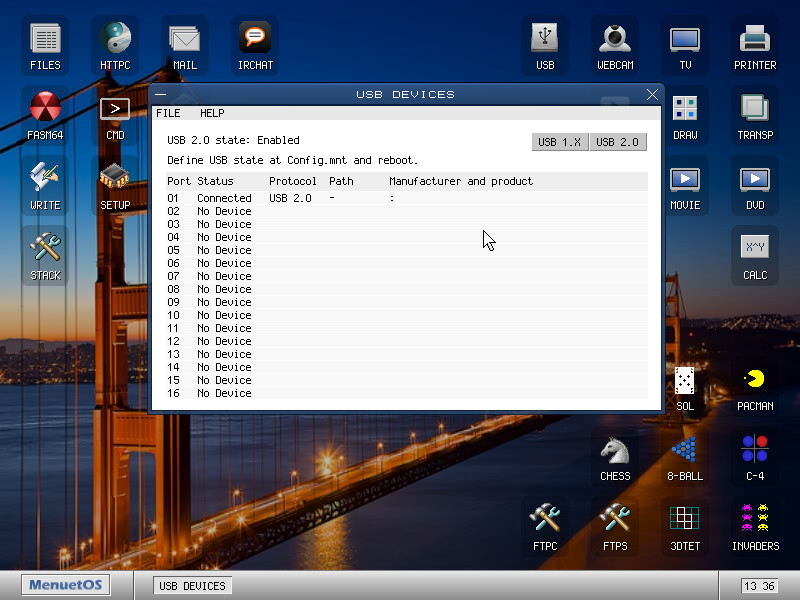 FILES HTTPC MAIL IRCHAT USB WEBCAM TV PRINTER
USB DEVICES
FILE HELP
FASM64 CMD DRAW TRANSP
USB 2.0 state: Enabled USB 1.X USB 2.0
Define USB state at Config.mnt and reboot.
Port Status Protocol Path Manufacturer and product
01 Connected USB 2.0 - :
WRITE SETUP MOVIE DVD
02 No Device
03 No Device
04 No Device
05 No Device
X^Y
06 No Device
07 No Device
STACK CALC
08 No Device
09 No Device
10 No Device
11 No Device
12 No Device
13 No Device
14 No Device
15 No Device
16 No Device
SOL PACMAN
CHESS 8-BALL C-4
FTPC FTPS 3DTET INVADERS
MenuetOS USB DEVICES 13 36